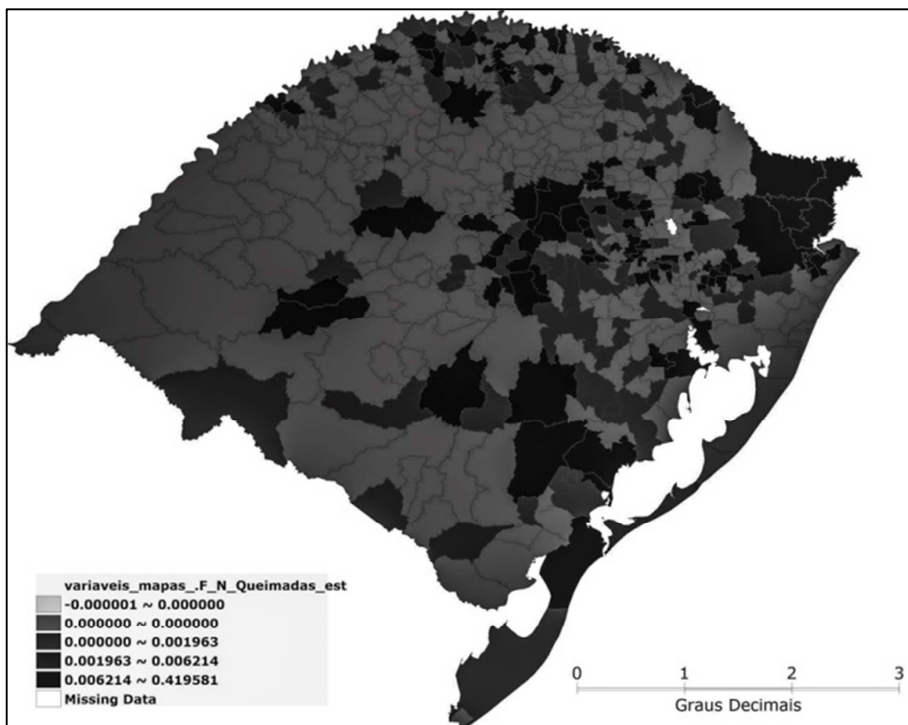 variaveis_mapas_.F_N_Queimadas_est
-0.000001 ~ 0.000000
0.000000 ~ 0.000000
0.000000 ~ 0.001963
0.001963 ~ 0.006214
0.006214 ~ 0.419581
Missing Data
0 1 2 3
Graus Decimais